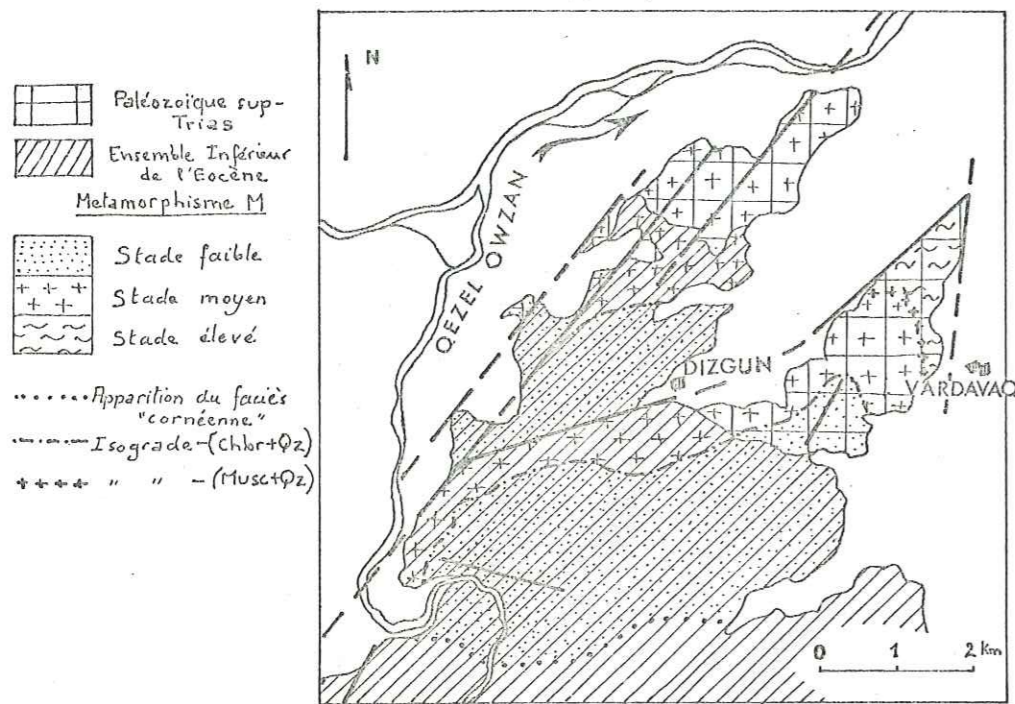 Paléozoïque sup-
Trias
Ensemble Inférieur
de l'Eocène
Metamorphisme M
Stade faible
Stade moyen
Stade élevé
Apparition du faciès
"cornéenne"
Isograde-(Chlor+Qz)
" " -(Musc+Qz)
N
QEZEL OWZAN
DIZGUN
VARDAVAQ
0 1 2 Km